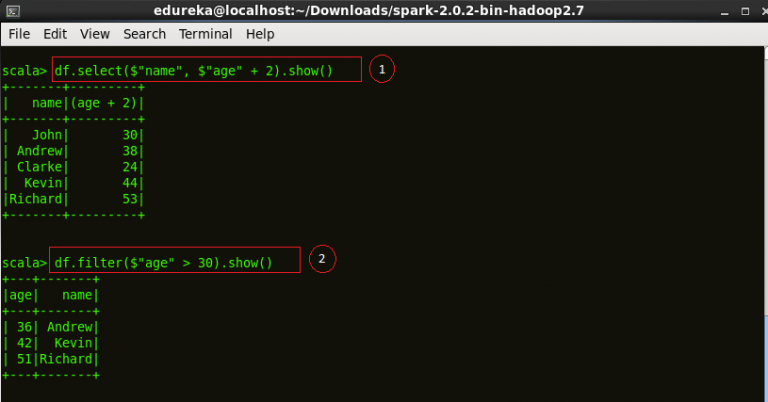 edureka@localhost:~/Downloads/spark-2.0.2-bin-hadoop2.7
File Edit View Search Terminal Help
scala> df.select($"name", $"age" + 2).show()
1
+-------+---------+
|   name|(age + 2)|
+-------+---------+
|   John|       30|
| Andrew|       38|
| Clarke|       24|
|  Kevin|       44|
|Richard|       53|
+-------+---------+
scala> df.filter($"age" > 30).show()
2
+---+-------+
|age|   name|
+---+-------+
| 36| Andrew|
| 42|  Kevin|
| 51|Richard|
+---+-------+